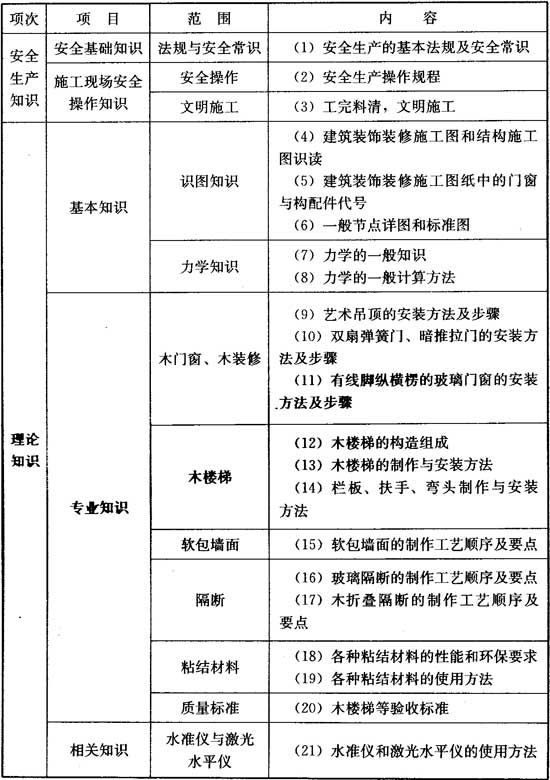 项次 项 目 范 围 内 容
安全生产知识
安全基础知识 法规与安全常识 （1）安全生产的基本法规及安全常识
施工现场安全操作知识
安全操作 （2）安全生产操作规程
文明施工 （3）工完料清，文明施工
理论知识
基本知识
识图知识
（4）建筑装饰装修施工图和结构施工
图识读
（5）建筑装饰装修施工图纸中的门窗
与构配件代号
（6）一般节点详图和标准图
力学知识
（7）力学的一般知识
（8）力学的一般计算方法
专业知识
木门窗、木装修
（9）艺术吊顶的安装方法及步骤
（10）双扇弹簧门、暗推拉门的安装方
法及步骤
（11）有线脚纵横楞的玻璃门窗的安装
方法及步骤
木楼梯
（12）木楼梯的构造组成
（13）木楼梯的制作与安装方法
（14）栏板、扶手、弯头制作与安装
方法
软包墙面 （15）软包墙面的制作工艺顺序及要点
隔断
（16）玻璃隔断的制作工艺顺序及要点
（17）木折叠隔断的制作工艺顺序及
要点
粘结材料
（18）各种粘结材料的性能和环保要求
（19）各种粘结材料的使用方法
质量标准 （20）木楼梯等验收标准
相关知识
水准仪与激光
水平仪
（21）水准仪和激光水平仪的使用方法